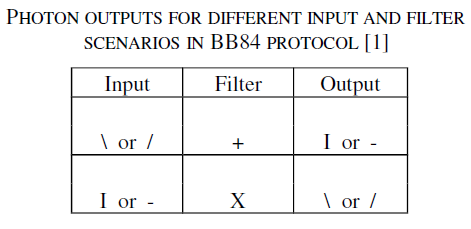 PHOTON OUTPUTS FOR DIFFERENT INPUT AND FILTER
SCENARIOS IN BB84 PROTOCOL [1]
Input Filter Output
\ or / + I or -
I or - X \ or /